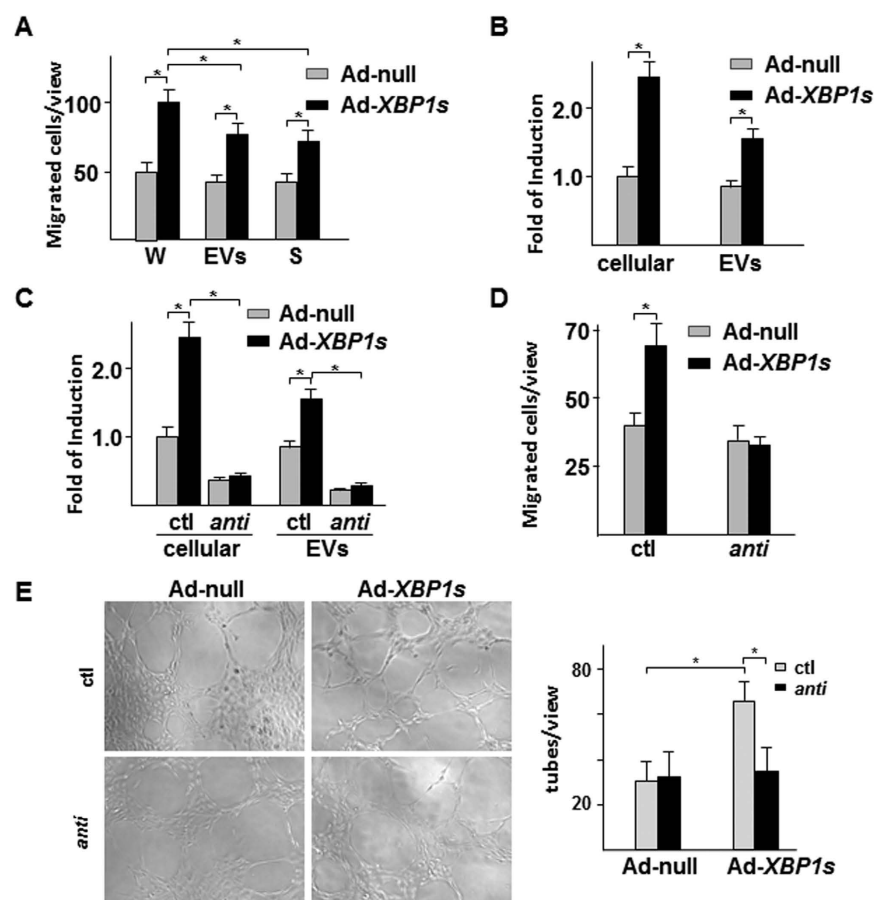 A
Migrated cells/view
100
50
* * * * *
Ad-null
Ad-XBP1s
W EVs S
B
Fold of Induction
2.0
1.0
* *
Ad-null
Ad-XBP1s
cellular EVs
C
Fold of Induction
2.0
1.0
* * * *
Ad-null
Ad-XBP1s
ctl anti ctl anti
cellular EVs
D
Migrated cells/view
70
50
25
*
Ad-null
Ad-XBP1s
ctl anti
E
Ad-null Ad-XBP1s
ctl
anti
tubes/view
80
20
* *
ctl
anti
Ad-null Ad-XBP1s